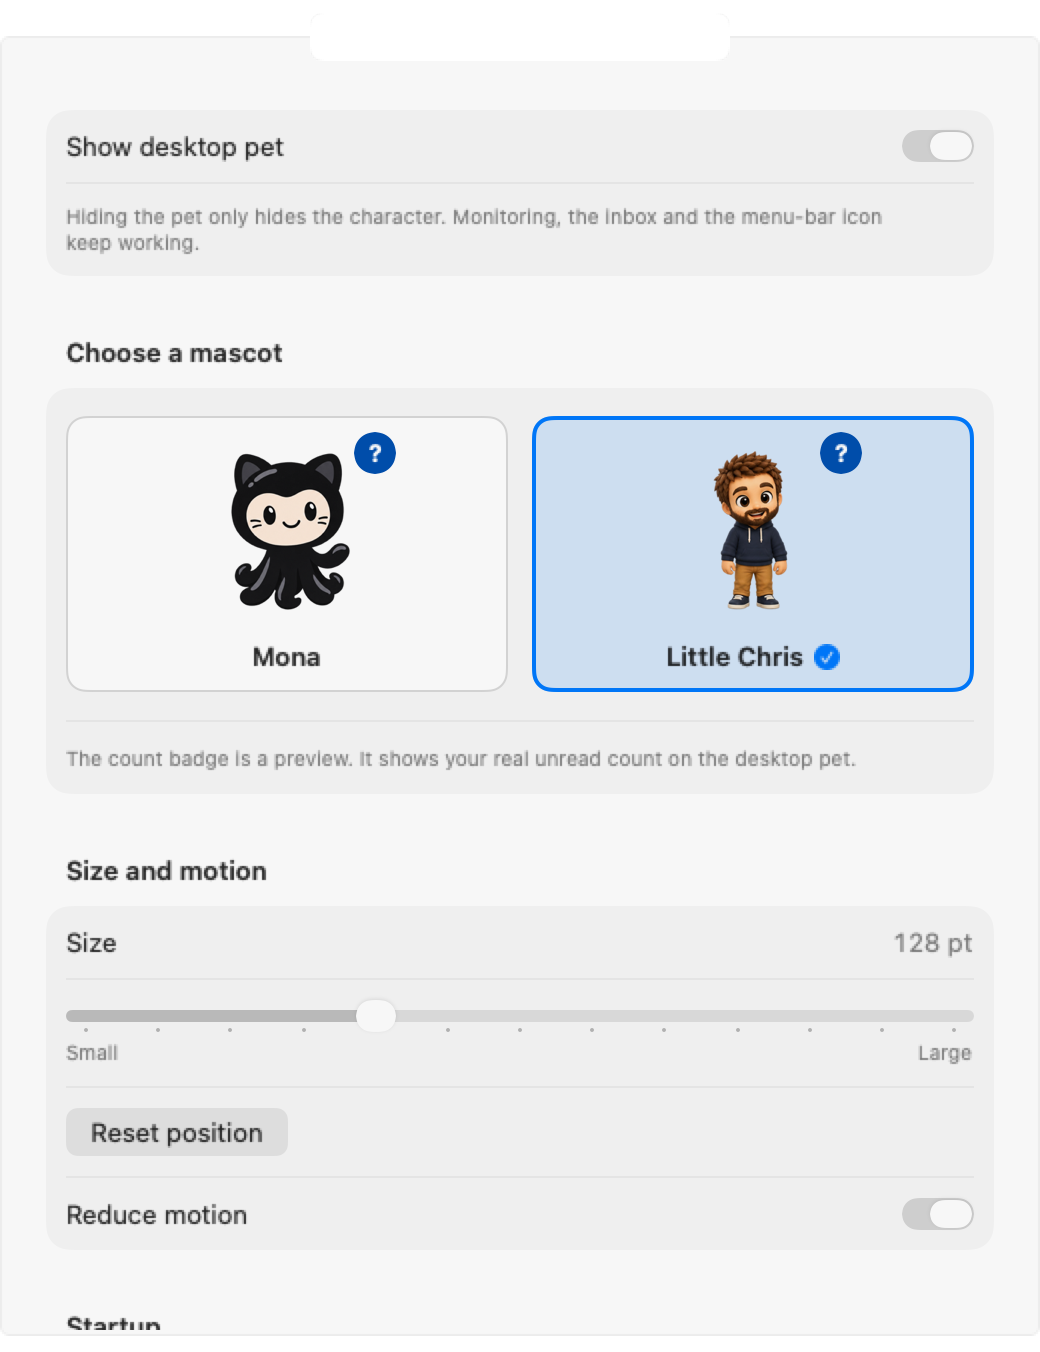 Show desktop pet
Hiding the pet only hides the character. Monitoring, the inbox and the menu-bar icon
keep working.
Choose a mascot
?
?
Mona
Little Chris
The count badge is a preview. It shows your real unread count on the desktop pet.
Size and motion
Size
128 pt
Small
Large
Reset position
Reduce motion
Startup